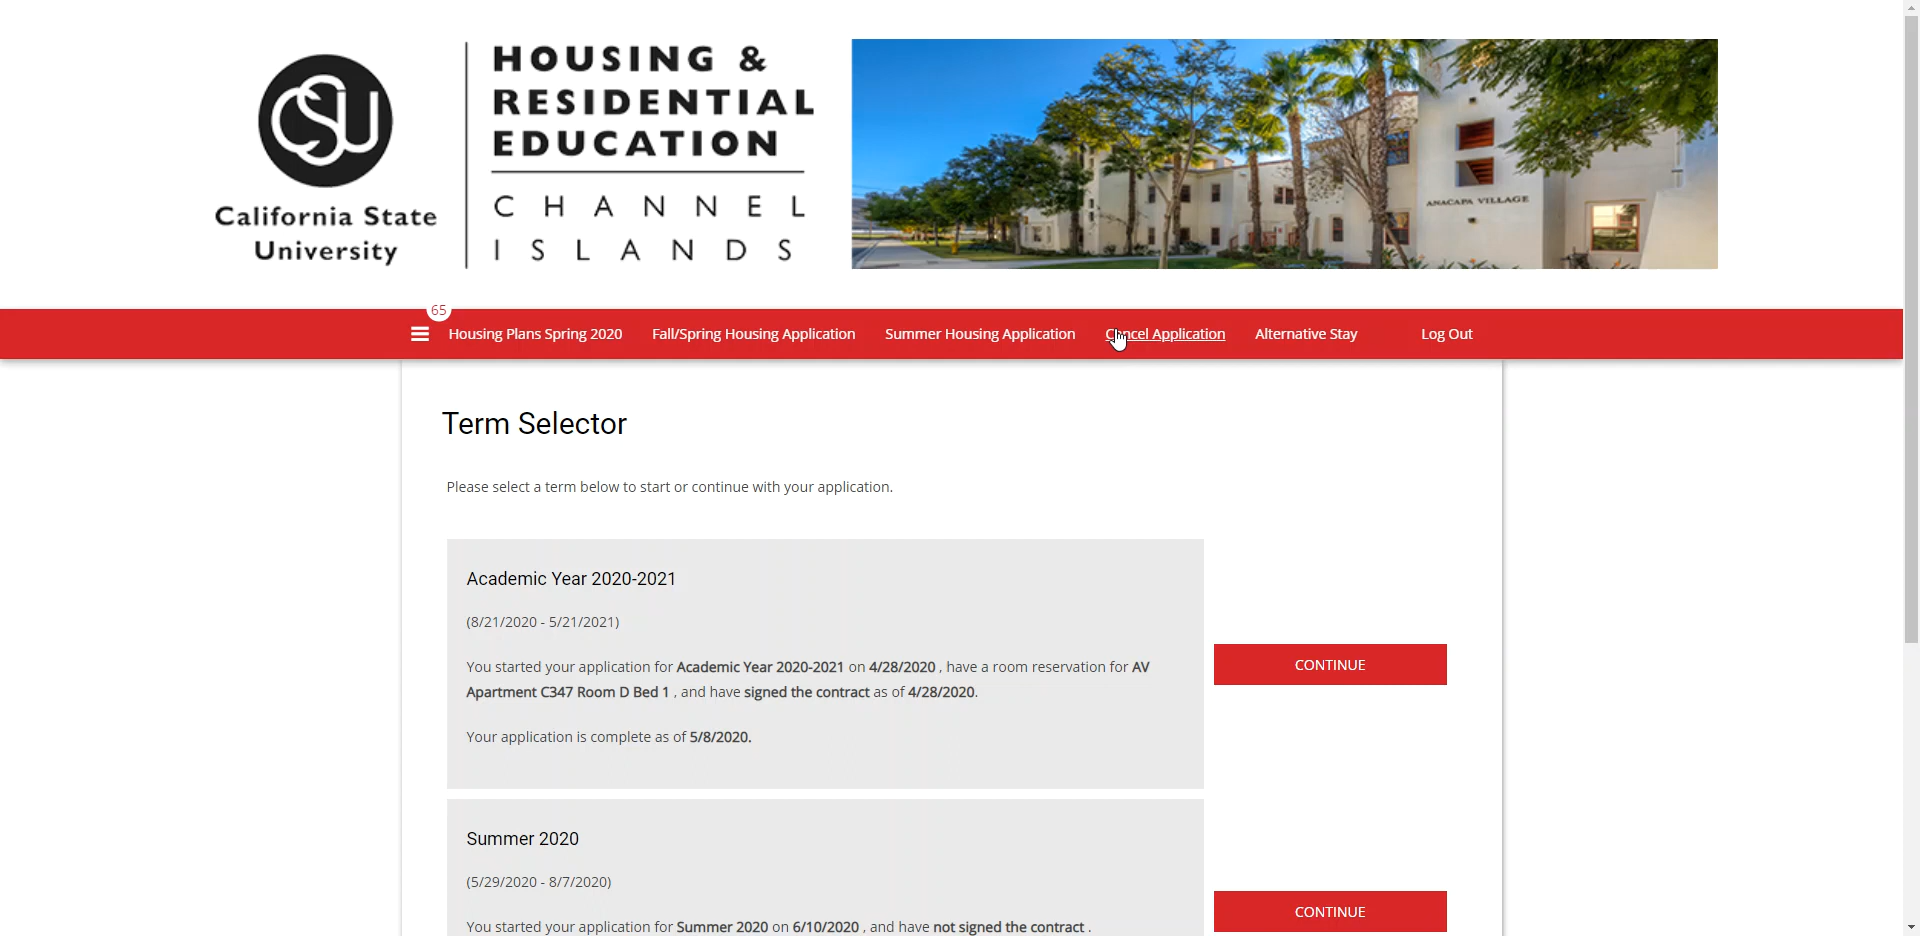 HOUSING &
RESIDENTIAL
EDUCATION
CHANNEL
ISLANDS
CSU
California State
University
ANACAPA VILLAGE
65
Housing Plans Spring 2020 Fall/Spring Housing Application Summer Housing Application Cancel Application Alternative Stay Log Out
Term Selector
Please select a term below to start or continue with your application.
Academic Year 2020-2021
(8/21/2020 - 5/21/2021)
You started your application for Academic Year 2020-2021 on 4/28/2020 , have a room reservation for AV
Apartment C347 Room D Bed 1 , and have signed the contract as of 4/28/2020.
Your application is complete as of 5/8/2020.
CONTINUE
Summer 2020
(5/29/2020 - 8/7/2020)
You started your application for Summer 2020 on 6/10/2020 , and have not signed the contract .
CONTINUE